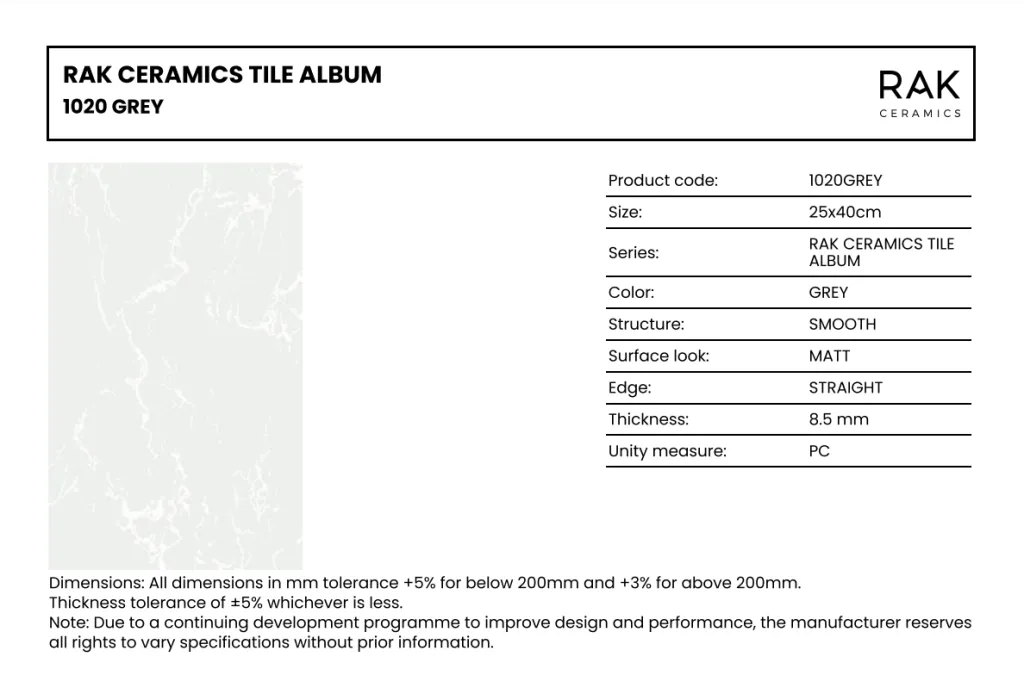 RAK CERAMICS TILE ALBUM
1020 GREY
RAK
CERAMICS
Product code: 1020GREY
Size: 25x40cm
Series: RAK CERAMICS TILE
ALBUM
Color: GREY
Structure: SMOOTH
Surface look: MATT
Edge: STRAIGHT
Thickness: 8.5 mm
Unity measure: PC
Dimensions: All dimensions in mm tolerance +5% for below 200mm and +3% for above 200mm.
Thickness tolerance of ±5% whichever is less.
Note: Due to a continuing development programme to improve design and performance, the manufacturer reserves
all rights to vary specifications without prior information.